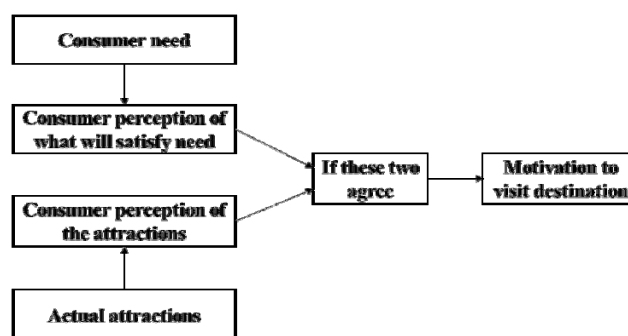 Consumer need
Consumer perception of
what will satisfy need
Consumer perception of
the attractions
Actual attractions
If these two
agree
Motivation to
visit destination